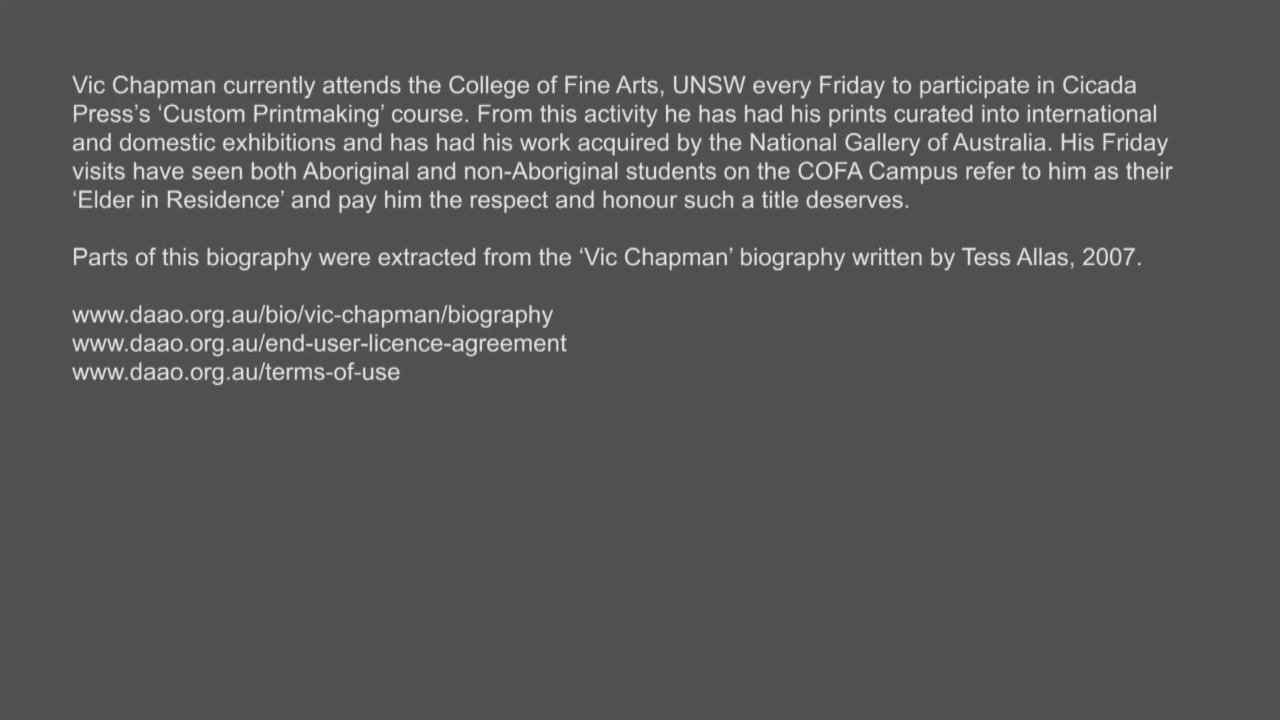 Vic Chapman currently attends the College of Fine Arts, UNSW every Friday to participate in Cicada
Press’s ‘Custom Printmaking’ course. From this activity he has had his prints curated into international
and domestic exhibitions and has had his work acquired by the National Gallery of Australia. His Friday
visits have seen both Aboriginal and non-Aboriginal students on the COFA Campus refer to him as their
‘Elder in Residence’ and pay him the respect and honour such a title deserves.
Parts of this biography were extracted from the ‘Vic Chapman’ biography written by Tess Allas, 2007.
www.daao.org.au/bio/vic-chapman/biography
www.daao.org.au/end-user-licence-agreement
www.daao.org.au/terms-of-use